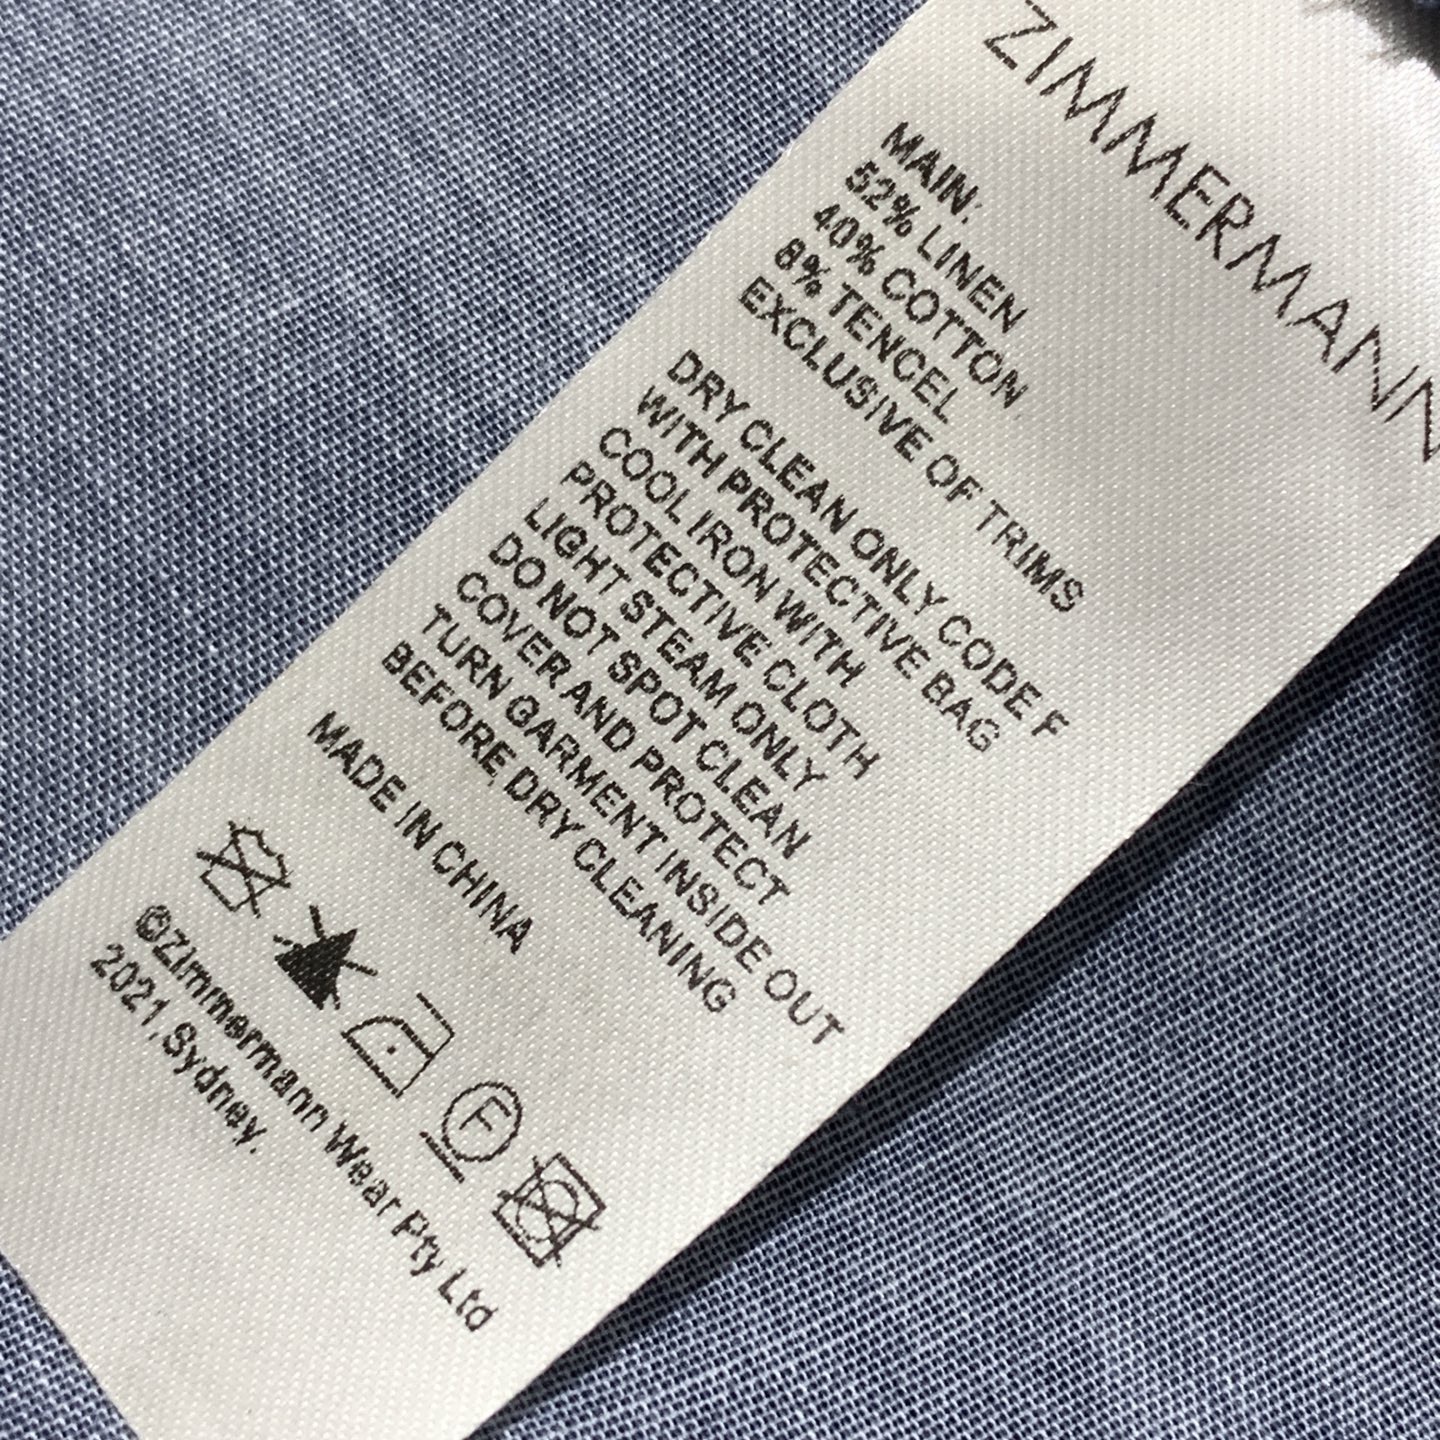 ZIMMERMANN
MAIN:
52% LINEN
40% COTTON
8% TENCEL
EXCLUSIVE OF TRIMS
DRY CLEAN ONLY CODE F
WITH PROTECTIVE BAG
COOL IRON WITH
PROTECTIVE CLOTH
LIGHT STEAM ONLY
DO NOT SPOT CLEAN
COVER AND PROTECT
TURN GARMENT INSIDE OUT
BEFORE DRY CLEANING
MADE IN CHINA
F
©Zimmermann Wear Pty Ltd
2021,Sydney.